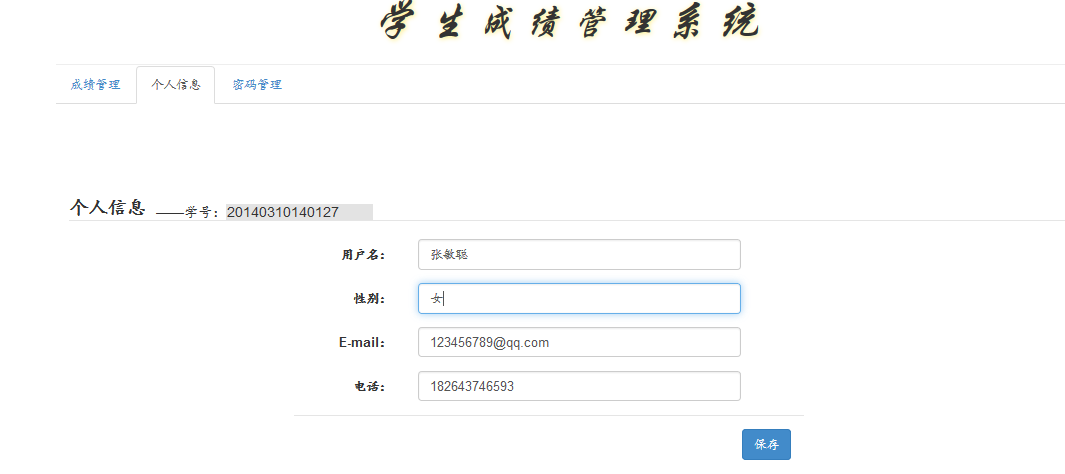 学生成绩管理系统
成绩管理 个人信息 密码管理
个人信息 ——学号：20140310140127
用户名： 张敏聪
性别： 女
E-mail： 123456789@qq.com
电话： 182643746593
保存